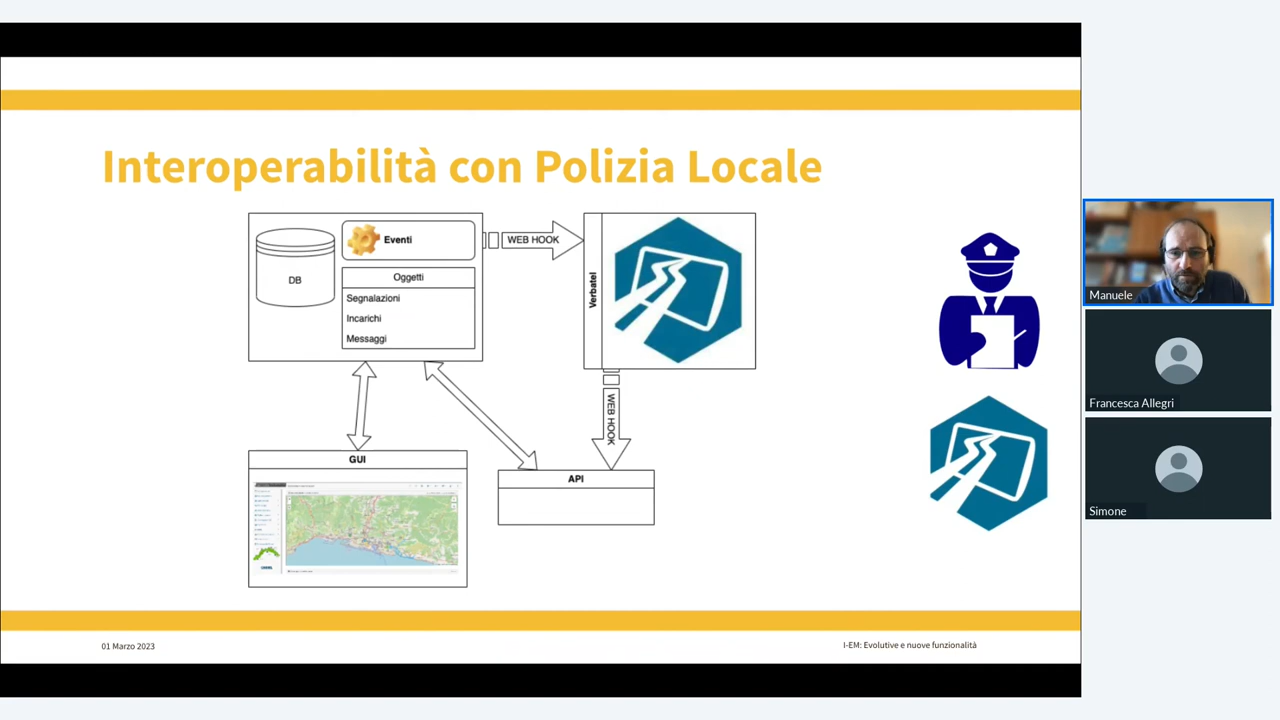 Interoperabilità con Polizia Locale
DB
Eventi
Oggetti
Segnalazioni
Incarichi
Messaggi
WEB HOOK
Verbatel
WEB HOOK
GUI
API
01 Marzo 2023
I-EM: Evolutive e nuove funzionalità
Manuele
Francesca Allegri
Simone